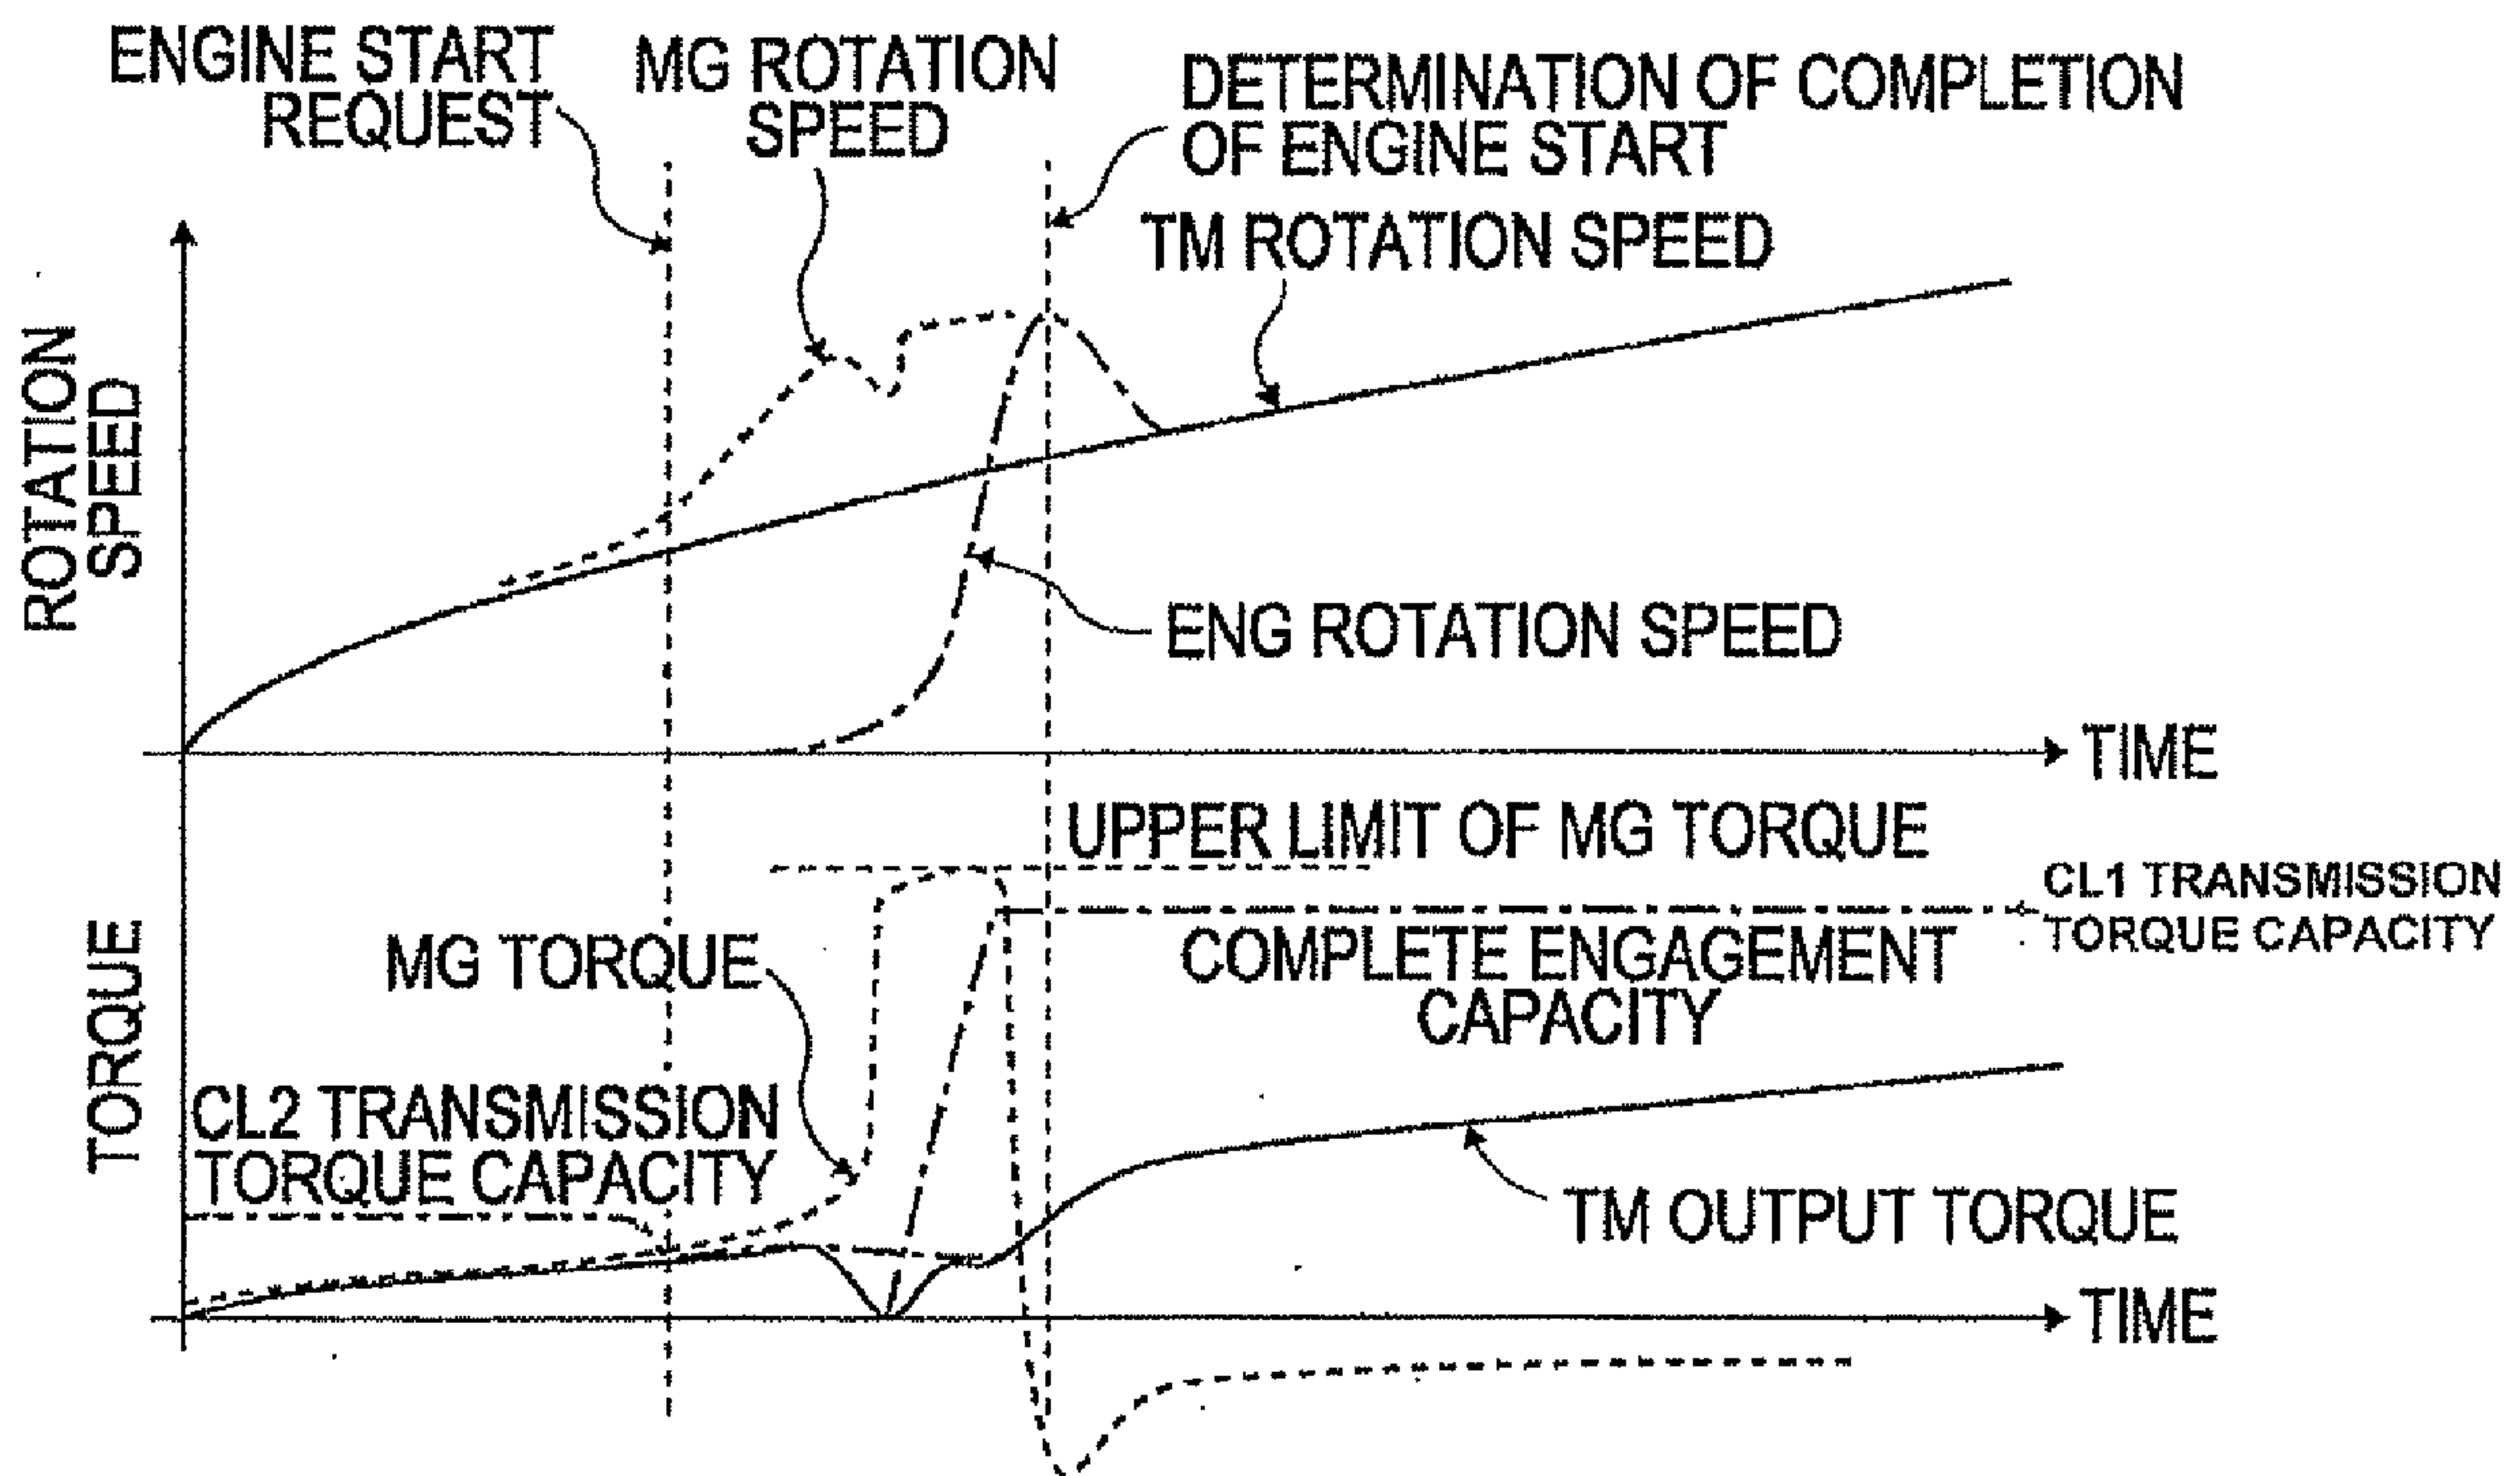 ENGINE START
REQUEST
MG ROTATION
SPEED
DETERMINATION OF COMPLETION
OF ENGINE START
TM ROTATION SPEED
ROTATION
SPEED
ENG ROTATION SPEED
TIME
UPPER LIMIT OF MG TORQUE
CL1 TRANSMISSION
TORQUE CAPACITY
MG TORQUE
COMPLETE ENGAGEMENT
CAPACITY
TORQUE
CL2 TRANSMISSION
TORQUE CAPACITY
TM OUTPUT TORQUE
TIME